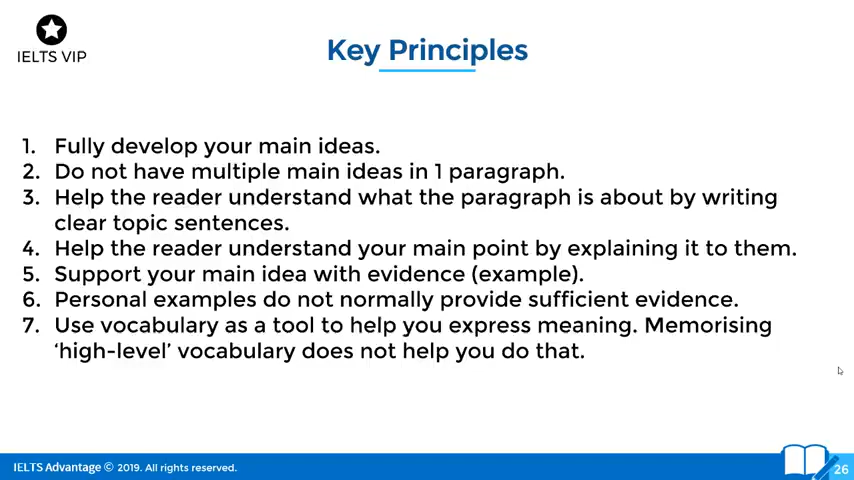 IELTS VIP
Key Principles
1. Fully develop your main ideas.
2. Do not have multiple main ideas in 1 paragraph.
3. Help the reader understand what the paragraph is about by writing
clear topic sentences.
4. Help the reader understand your main point by explaining it to them.
5. Support your main idea with evidence (example).
6. Personal examples do not normally provide sufficient evidence.
7. Use vocabulary as a tool to help you express meaning. Memorising
‘high-level’ vocabulary does not help you do that.
IELTS Advantage © 2019. All rights reserved.
26